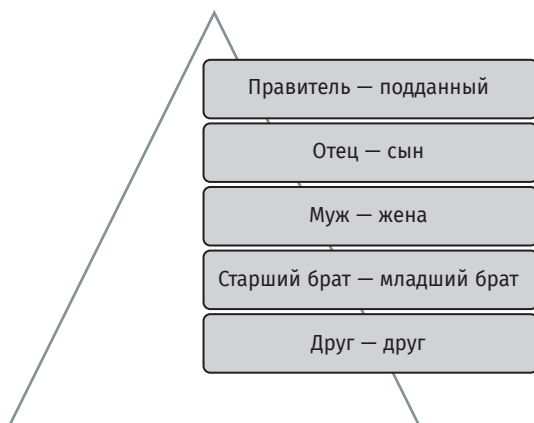 Правитель — подданный
Отец — сын
Муж — жена
Старший брат — младший брат
Друг — друг